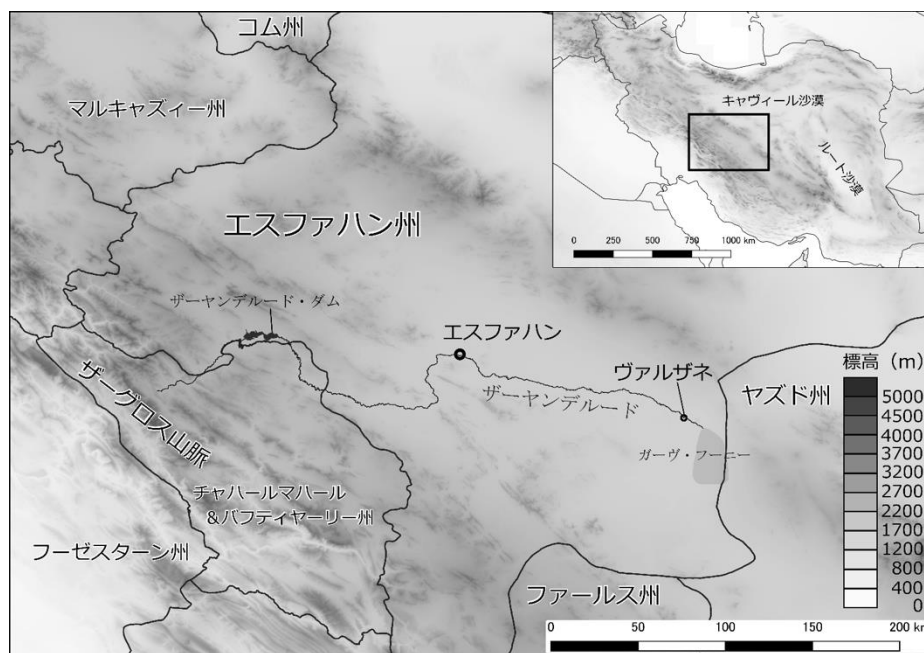 コム州
マルキャズィー州
キャヴィール沙漠
ルート沙漠
0 250 500 750 1000 km
エスファハン州
ザーヤンデルード・ダム
エスファハン
ヴァルザネ
ザーヤンデルード
ヤズド州
ガーヴ・フーニー
ザーグロス山脈
チャハールマハール
&バフティヤーリー州
フーゼスターン州
ファールス州
標高（m）
5000
4500
4000
3700
3200
2700
2200
1700
1200
800
400
0
0 50 100 150 200 km